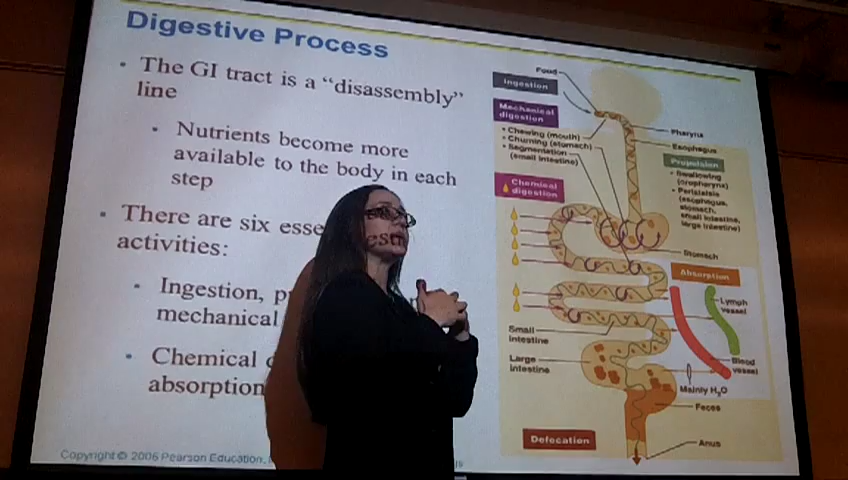 Digestive Process
• The GI tract is a "disassembly"
line
• Nutrients become more
available to the body in each
step
• There are six esse
activities:
• Ingestion, p
mechanical
• Chemical
absorption
Copyright © 2006 Pearson Education,
Food
Ingestion
Mechanical
digestion
• Chewing (mouth)
• Churning (stomach)
• Segmentation
(small intestine)
Chemical
digestion
Pharynx
Esophagus
Propulsion
• Swallowing
(oropharynx)
• Peristalsis
(esophagus,
stomach,
small intestine,
large intestine)
Stomach
Absorption
Lymph
vessel
Small
intestine
Large
intestine
Blood
vessel
Mainly H₂O
Feces
Defecation
Anus